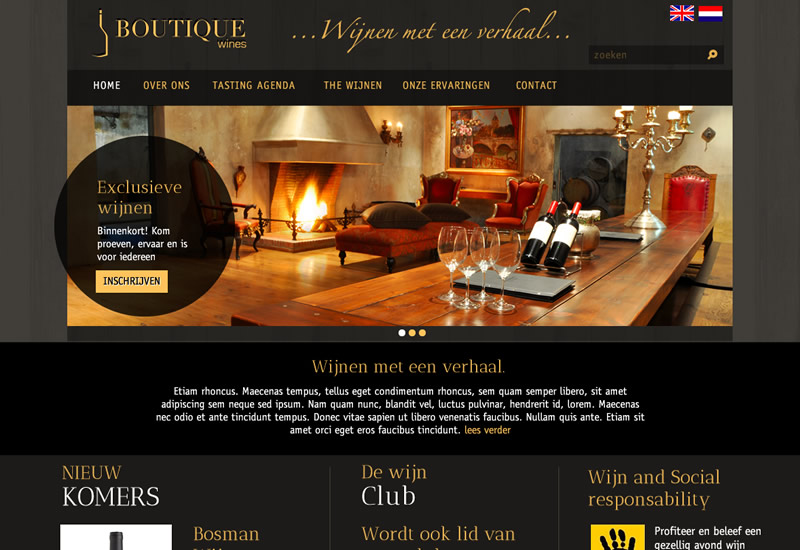 BOUTIQUE
wines
...Wijnen met een verhaal...
zoeken
HOME OVER ONS TASTING AGENDA THE WIJNEN ONZE ERVARINGEN CONTACT
Exclusieve
wijnen
Binnenkort! Kom
proeven, ervaar en is
voor iedereen
INSCHRIJVEN
Wijnen met een verhaal.
Etiam rhoncus. Maecenas tempus, tellus eget condimentum rhoncus, sem quam semper libero, sit amet
adipiscing sem neque sed ipsum. Nam quam nunc, blandit vel, luctus pulvinar, hendrerit id, lorem. Maecenas
nec odio et ante tincidunt tempus. Donec vitae sapien ut libero venenatis faucibus. Nullam quis ante. Etiam sit
amet orci eget eros faucibus tincidunt. lees verder
NIEUW
KOMERS
De wijn
Club
Wijn and Social
responsability
Bosman
Wordt ook lid van
Profiteer en beleef een
gezellig avond wijn